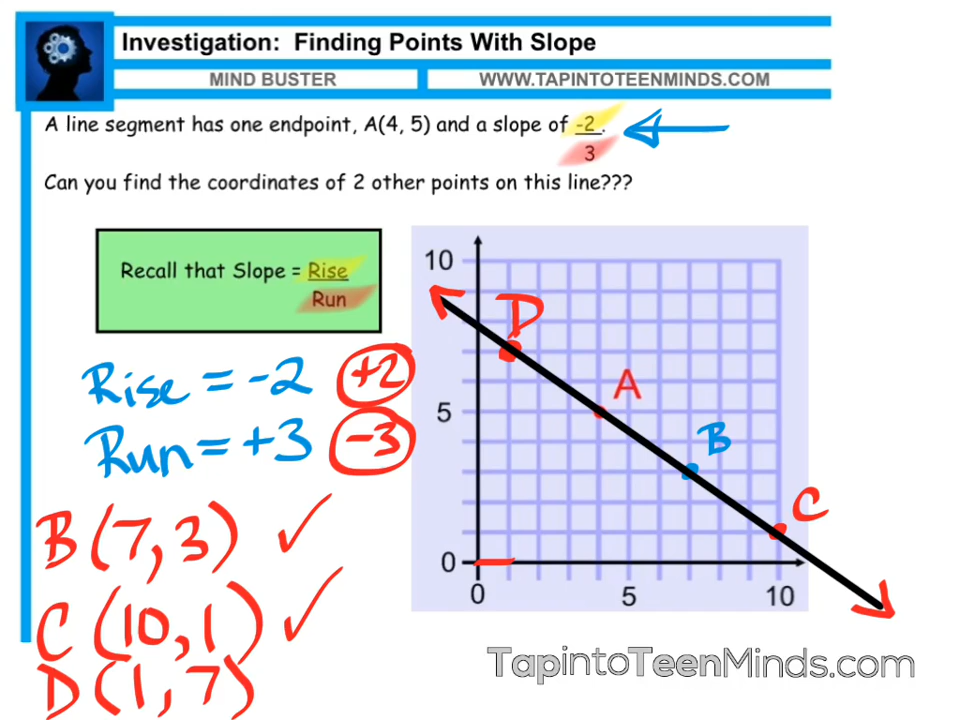 Investigation: Finding Points With Slope
MIND BUSTER
WWW.TAPINTOTEENMINDS.COM
A line segment has one endpoint, A(4, 5) and a slope of -2.
3
Can you find the coordinates of 2 other points on this line???
Recall that Slope = Rise
Run
Rise = -2 +2
Run = +3 -3
B (7, 3) ✓
C (10, 1) ✓
D (1, 7)
10
D
A
5
B
C
0
0 5 10
TapintoTeenMinds.com